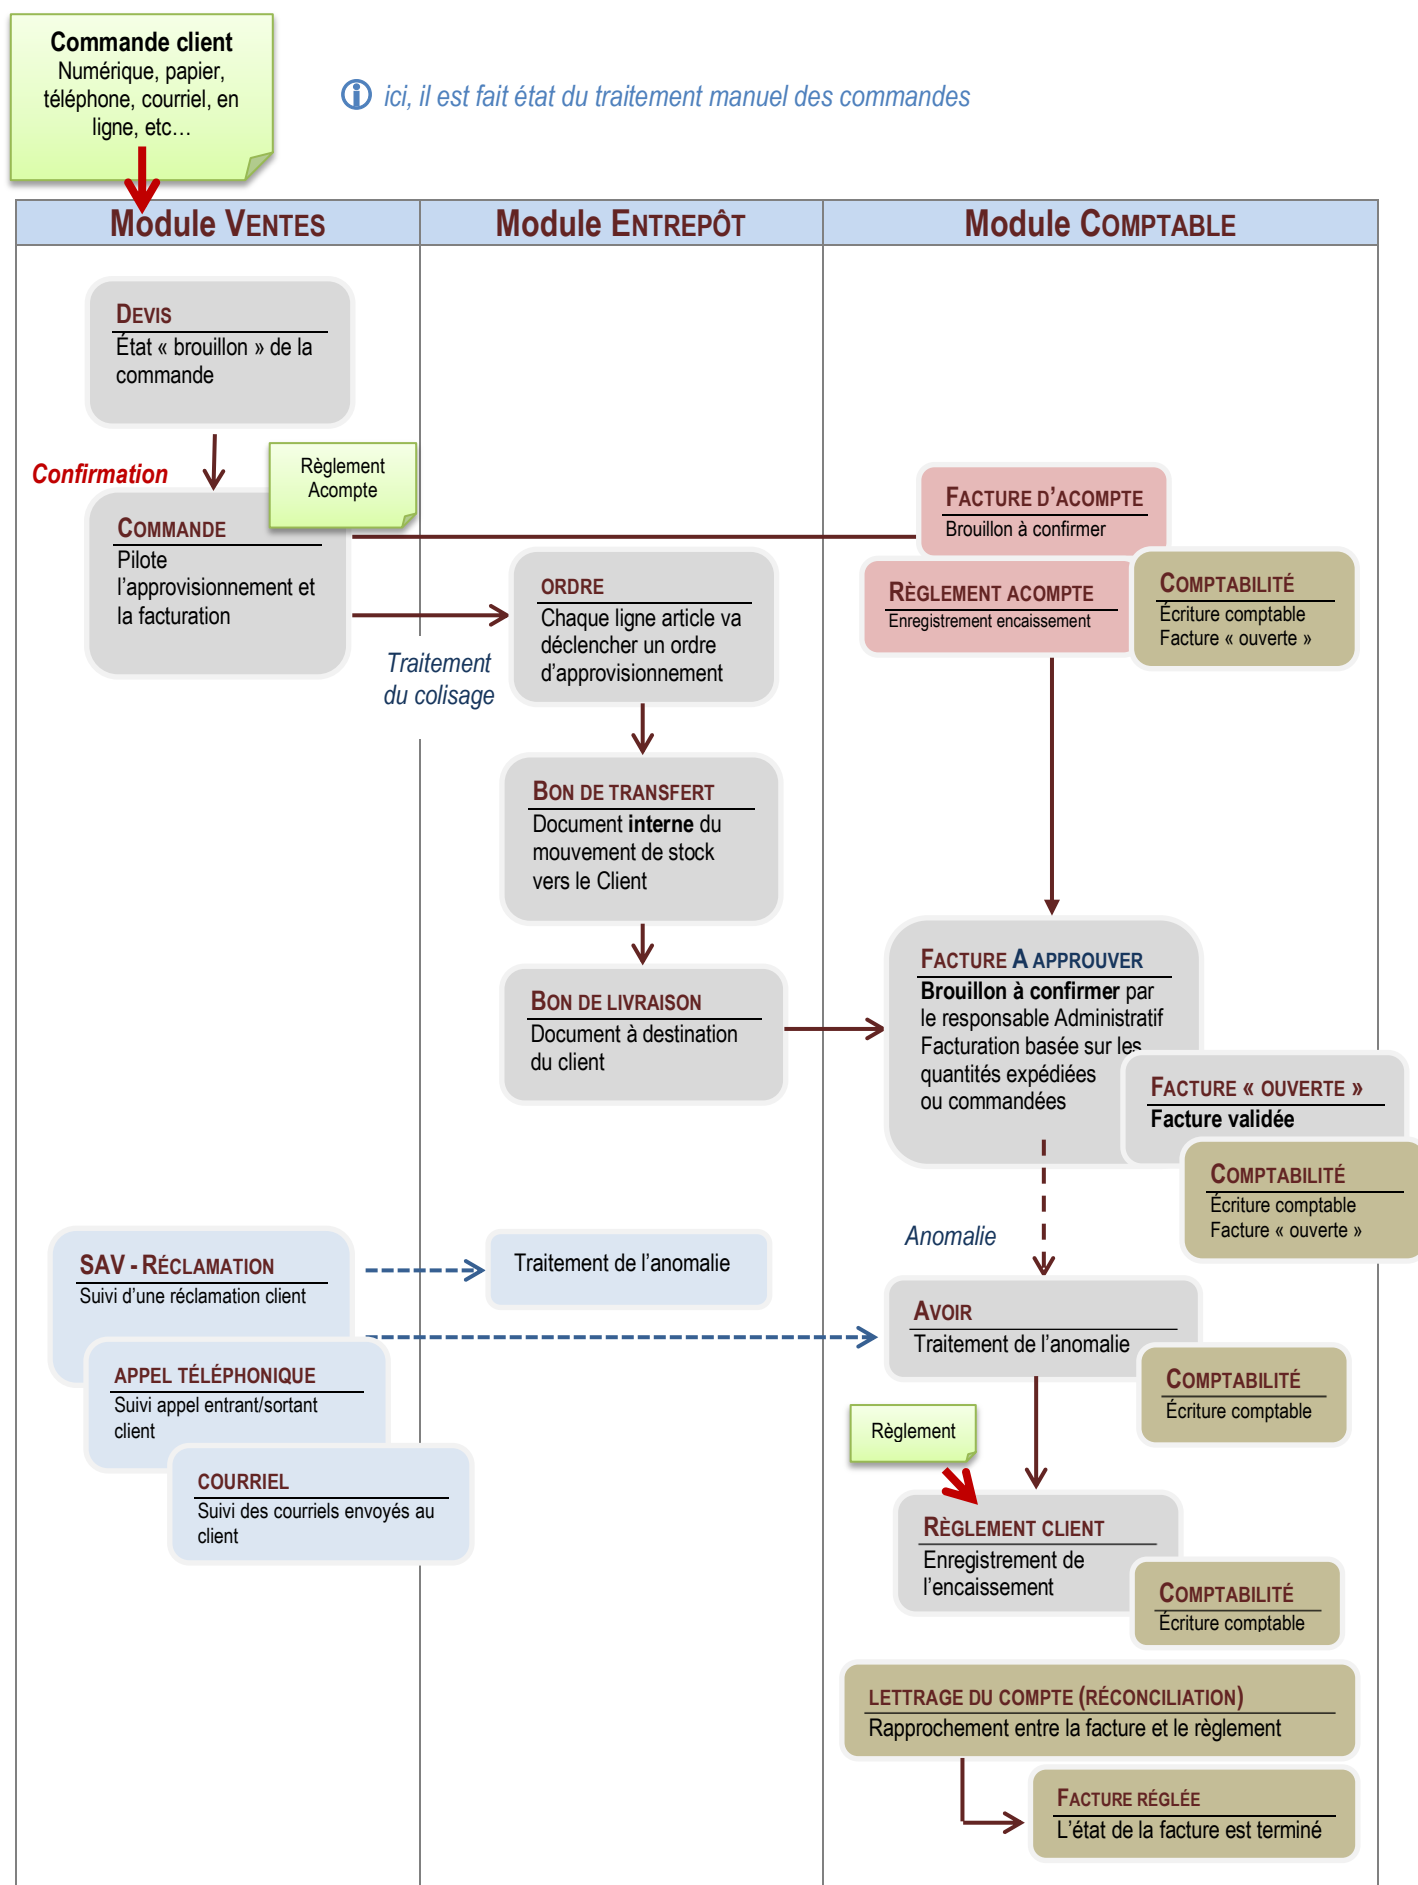 Commande client
Numérique, papier,
téléphone, courriel, en
ligne, etc…
ici, il est fait état du traitement manuel des commandes
Module VENTES
Module ENTREPÔT
Module COMPTABLE
DEVIS
État « brouillon » de la
commande
Confirmation
Règlement
Acompte
COMMANDE
Pilote
l’approvisionnement et
la facturation
FACTURE D’ACOMPTE
Brouillon à confirmer
RÈGLEMENT ACOMPTE
Enregistrement encaissement
COMPTABILITÉ
Écriture comptable
Facture « ouverte »
ORDRE
Chaque ligne article va
déclencher un ordre
d’approvisionnement
Traitement
du colisage
BON DE TRANSFERT
Document interne du
mouvement de stock
vers le Client
BON DE LIVRAISON
Document à destination
du client
FACTURE A APPROUVER
Brouillon à confirmer par
le responsable Administratif
Facturation basée sur les
quantités expédiées
ou commandées
FACTURE « OUVERTE »
Facture validée
COMPTABILITÉ
Écriture comptable
Facture « ouverte »
Anomalie
SAV - RÉCLAMATION
Suivi d’une réclamation client
Traitement de l’anomalie
APPEL TÉLÉPHONIQUE
Suivi appel entrant/sortant
client
COURRIEL
Suivi des courriels envoyés au
client
AVOIR
Traitement de l’anomalie
COMPTABILITÉ
Écriture comptable
Règlement
RÈGLEMENT CLIENT
Enregistrement de
l’encaissement
COMPTABILITÉ
Écriture comptable
LETTRAGE DU COMPTE (RÉCONCILIATION)
Rapprochement entre la facture et le règlement
FACTURE RÉGLÉE
L’état de la facture est terminé